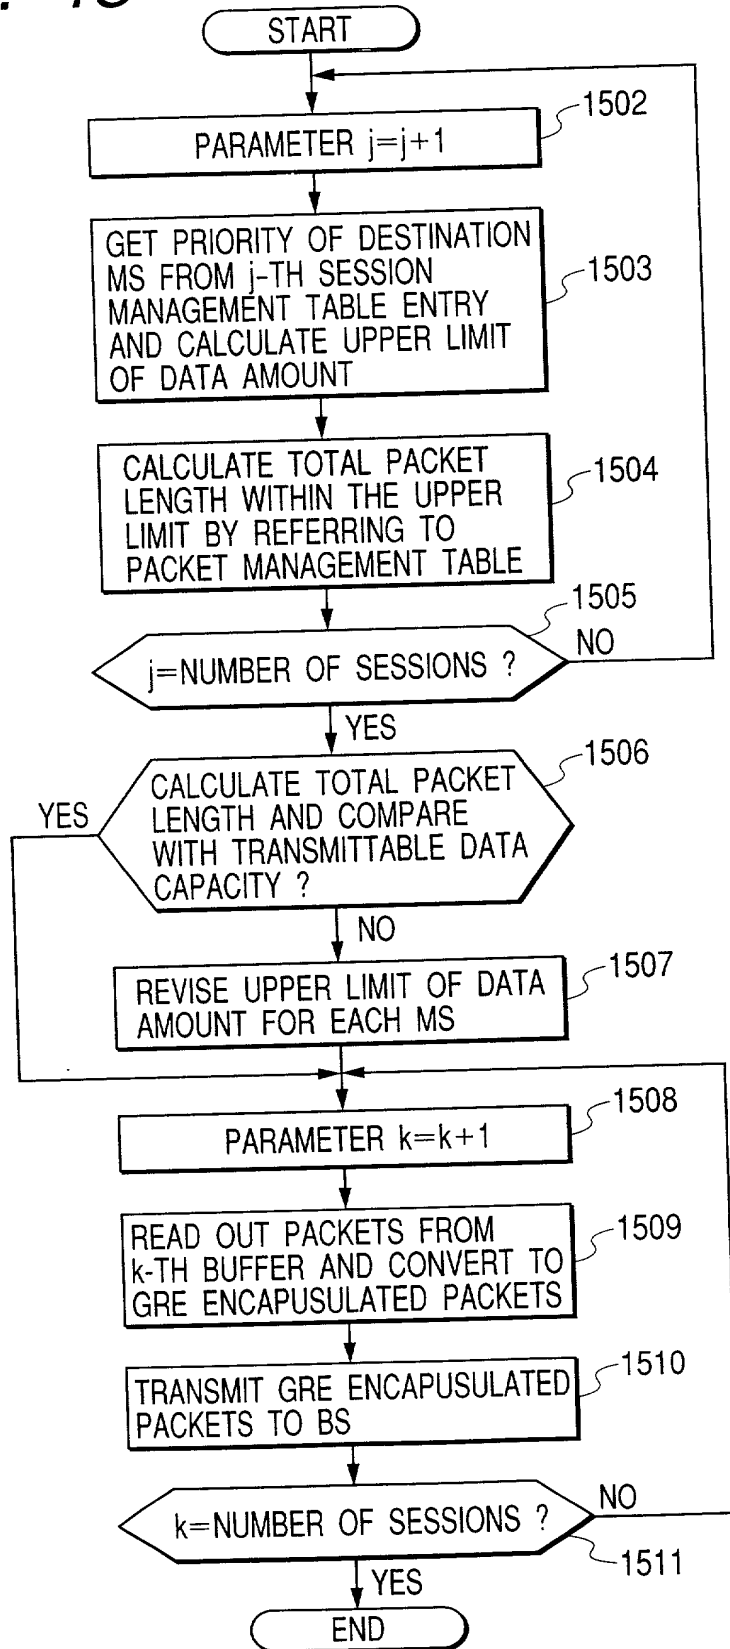 START
1502
PARAMETER j=j+1
GET PRIORITY OF DESTINATION
MS FROM j-TH SESSION
MANAGEMENT TABLE ENTRY
AND CALCULATE UPPER LIMIT
OF DATA AMOUNT
1503
CALCULATE TOTAL PACKET
LENGTH WITHIN THE UPPER
LIMIT BY REFERRING TO
PACKET MANAGEMENT TABLE
1504
1505
j=NUMBER OF SESSIONS ?
NO
YES
1506
YES
CALCULATE TOTAL PACKET
LENGTH AND COMPARE
WITH TRANSMITTABLE DATA
CAPACITY ?
NO
1507
REVISE UPPER LIMIT OF DATA
AMOUNT FOR EACH MS
1508
PARAMETER k=k+1
READ OUT PACKETS FROM
k-TH BUFFER AND CONVERT TO
GRE ENCAPUSULATED PACKETS
1509
TRANSMIT GRE ENCAPUSULATED
PACKETS TO BS
1510
k=NUMBER OF SESSIONS ?
NO
1511
YES
END